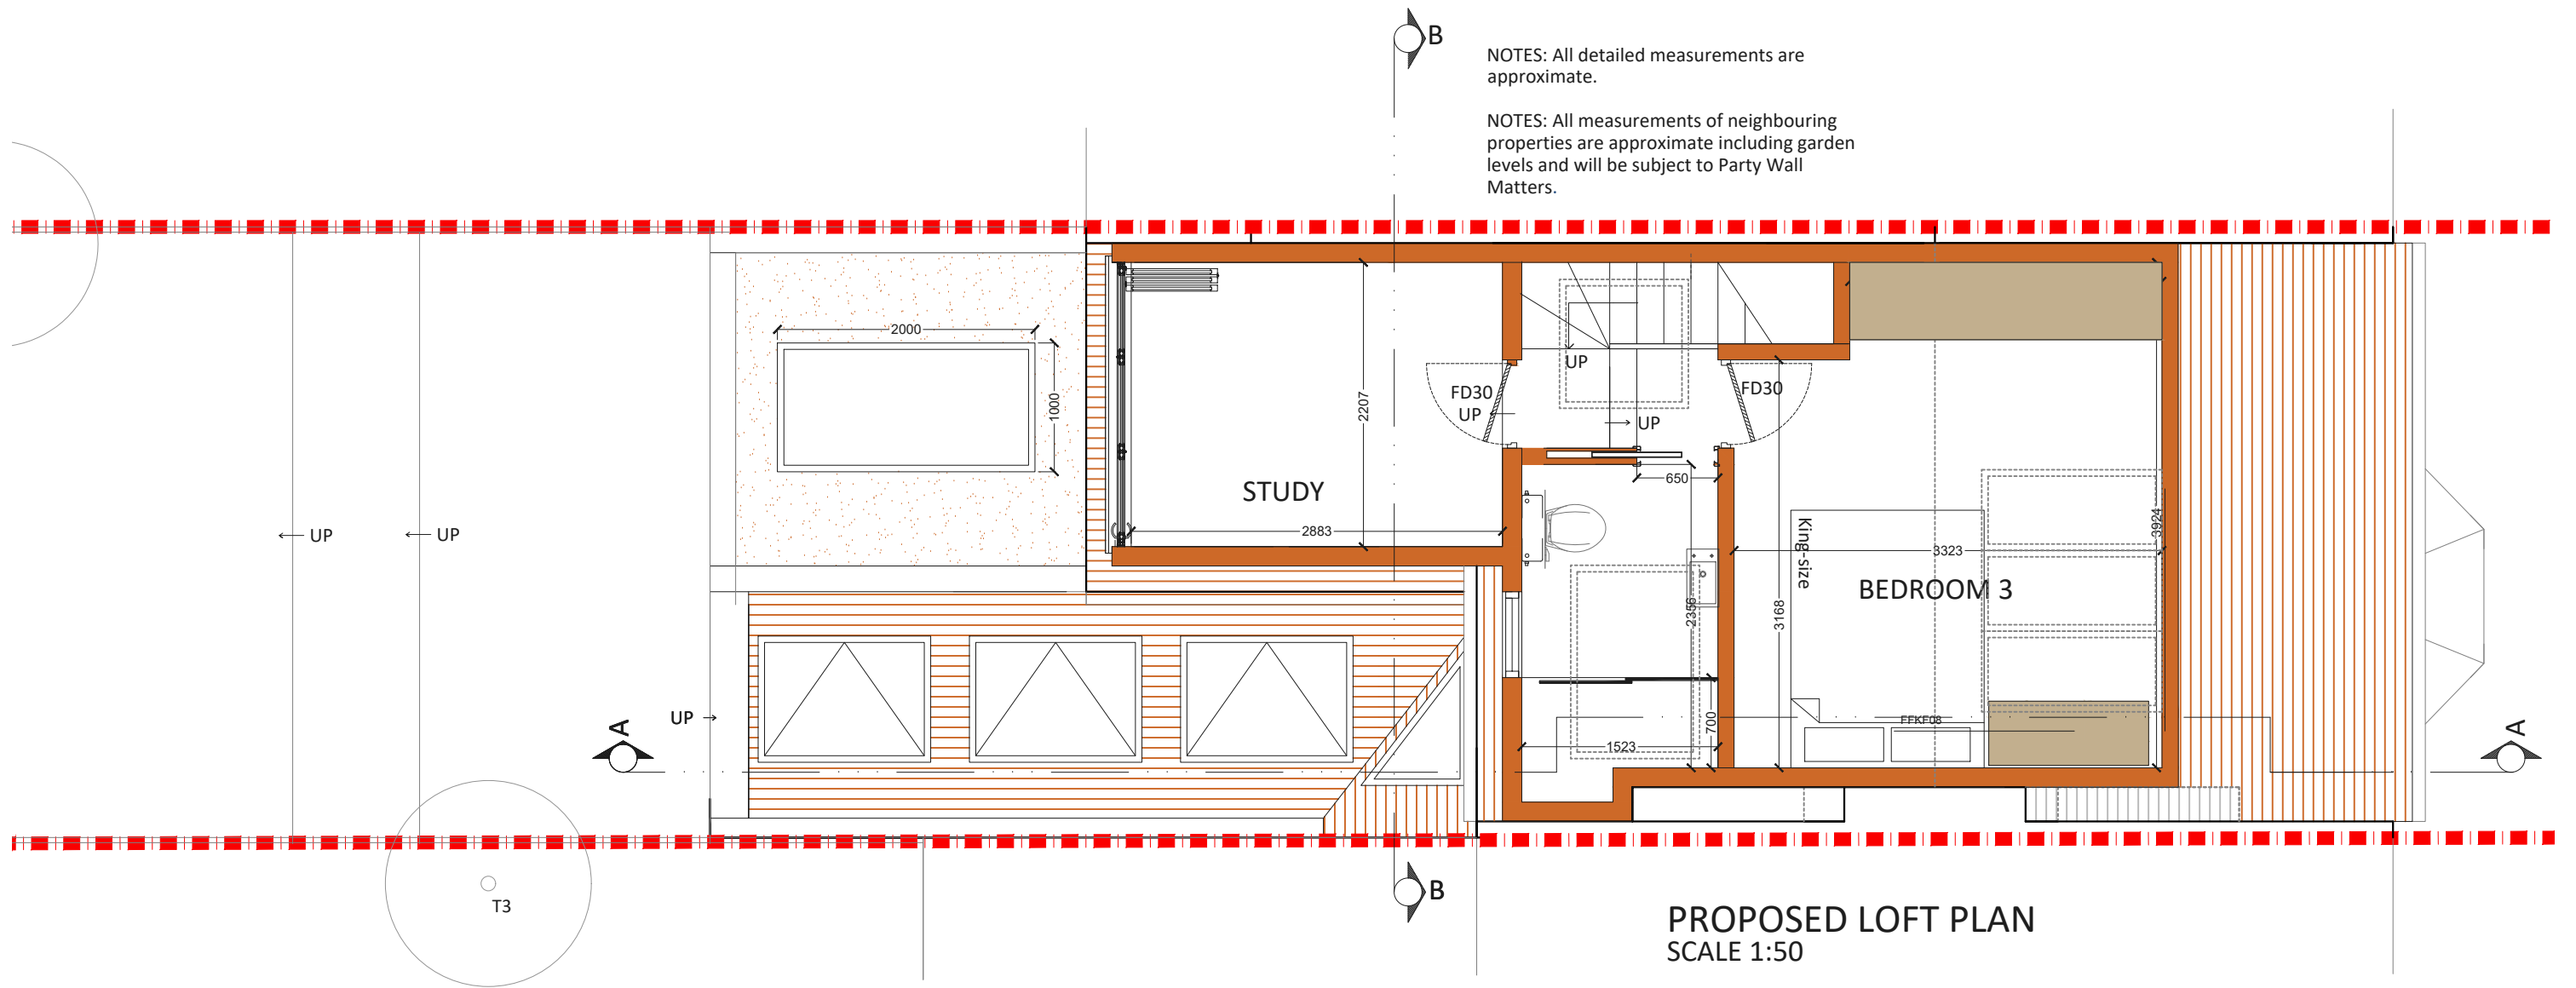 B
NOTES: All detailed measurements are
approximate.
NOTES: All measurements of neighbouring
properties are approximate including garden
levels and will be subject to Party Wall
Matters.
2000
1000
2207
UP
FD30
UP
FD30
UP
STUDY
650
2883
UP
UP
King-size
3924
3323
BEDROOM 3
2356
3168
UP
700
FFKF08
1523
A
A
T3
B
PROPOSED LOFT PLAN
SCALE 1:50